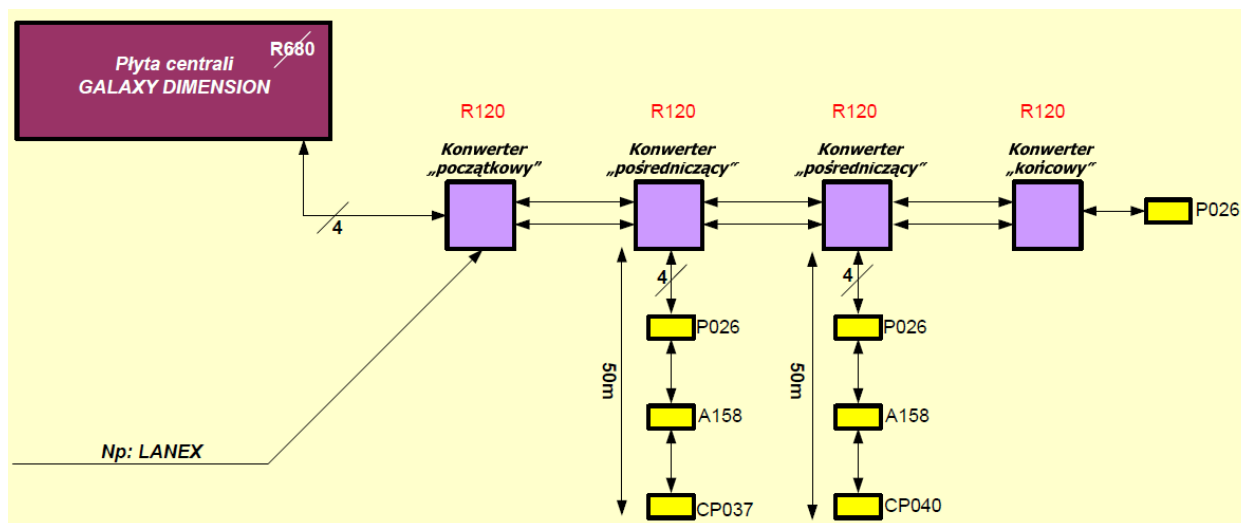 R680
Płyta centrali
GALAXY DIMENSION
R120
R120
R120
R120
Konwerter
„początkowy”
Konwerter
„pośredniczący“
Konwerter
„pośredniczący“
Konwerter
„końcowy“
P026
4
4
4
P026
P026
50m
50m
A158
A158
Np: LANEX
CP037
CP040